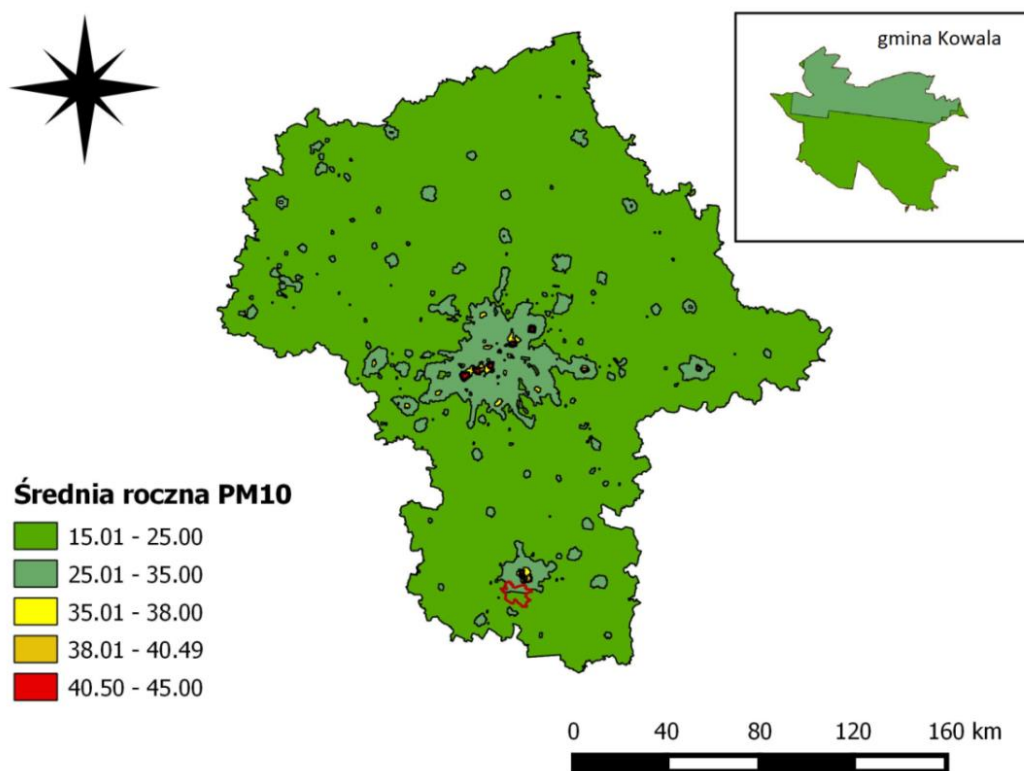 gmina Kowala
Średnia roczna PM10
15.01 - 25.00
25.01 - 35.00
35.01 - 38.00
38.01 - 40.49
40.50 - 45.00
0 40 80 120 160 km